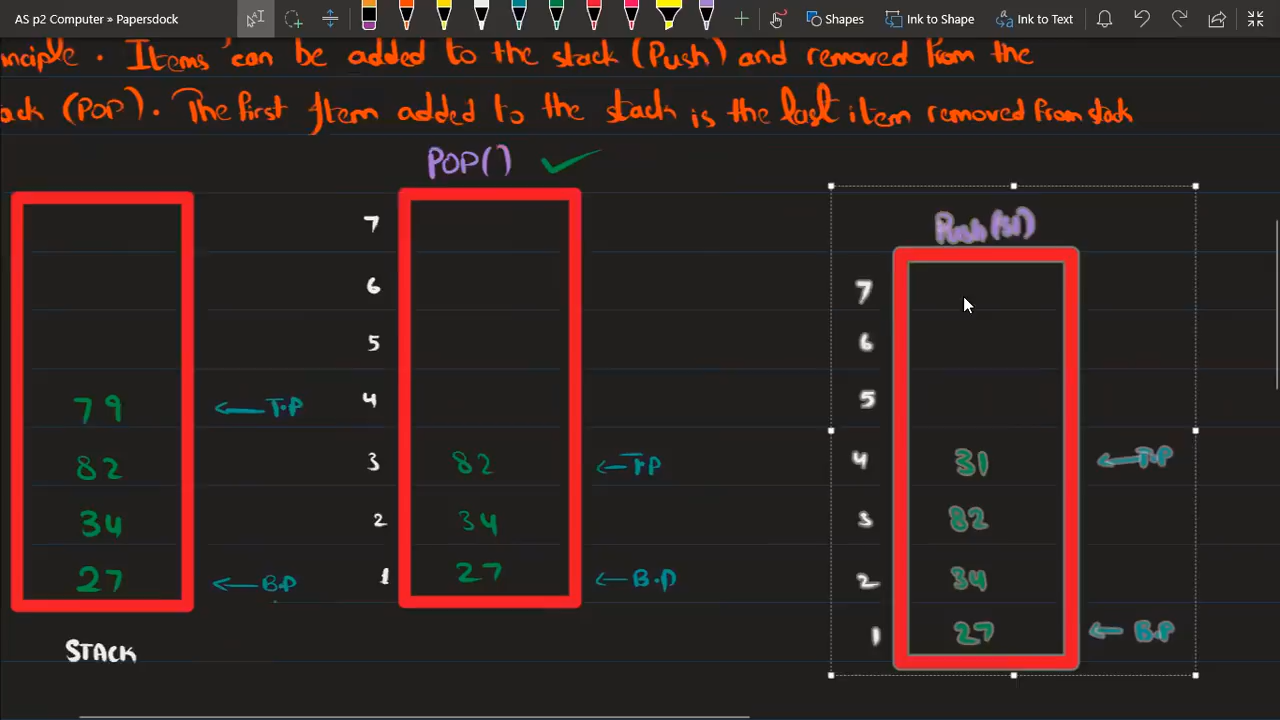 AS p2 Computer » Papersdock
Shapes
Ink to Shape
Ink to Text
nciple. Items can be added to the stack (Push) and removed from the
ack (Pop). The first Item added to the stack is the last item removed from stack
POP()
Push(31)
7
6
5
4
3
2
1
79
82
34
27
T.P
B.P
STACK
82
34
27
T.P
B.P
7
6
5
4
3
2
1
31
82
34
27
T.P
B.P